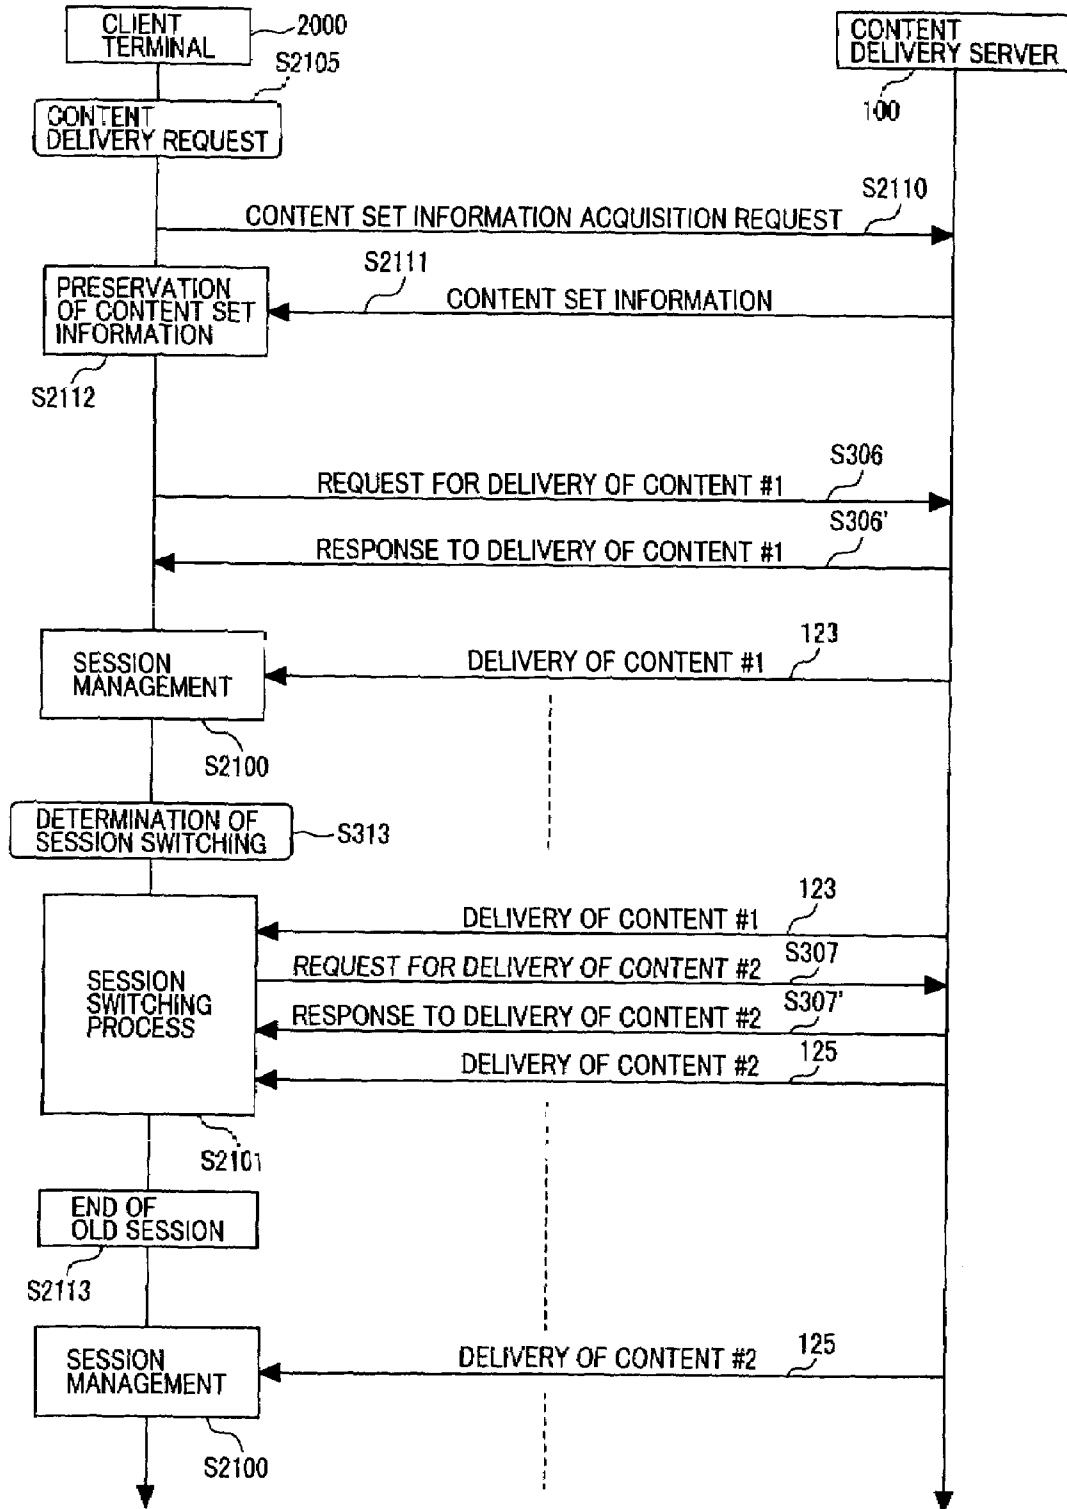 CLIENT
TERMINAL
2000
CONTENT
DELIVERY SERVER
100
S2105
CONTENT
DELIVERY REQUEST
S2110
CONTENT SET INFORMATION ACQUISITION REQUEST
S2111
PRESERVATION
OF CONTENT SET
INFORMATION
CONTENT SET INFORMATION
S2112
S306
REQUEST FOR DELIVERY OF CONTENT #1
S306'
RESPONSE TO DELIVERY OF CONTENT #1
123
SESSION
MANAGEMENT
DELIVERY OF CONTENT #1
S2100
DETERMINATION OF
SESSION SWITCHING
S313
123
DELIVERY OF CONTENT #1
S307
REQUEST FOR DELIVERY OF CONTENT #2
SESSION
SWITCHING
PROCESS
S307'
RESPONSE TO DELIVERY OF CONTENT #2
125
DELIVERY OF CONTENT #2
S2101
END OF
OLD SESSION
S2113
SESSION
MANAGEMENT
DELIVERY OF CONTENT #2
125
S2100